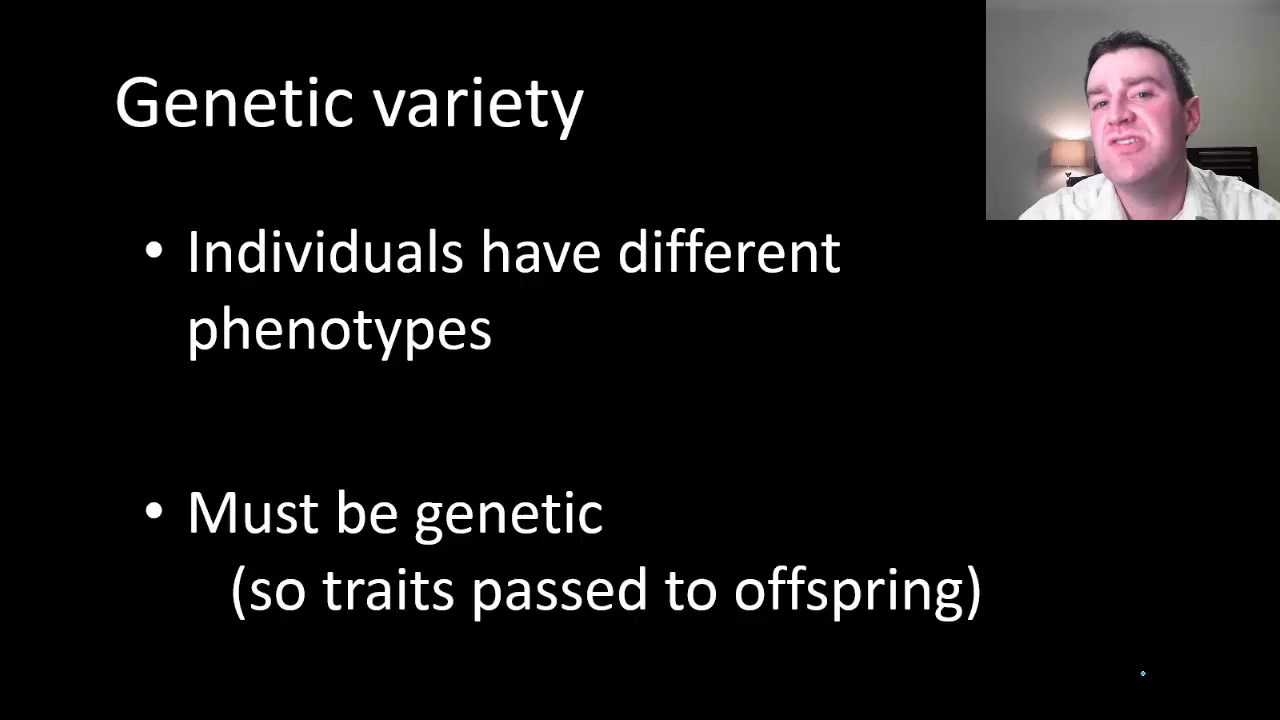 Genetic variety
• Individuals have different
phenotypes
• Must be genetic
(so traits passed to offspring)